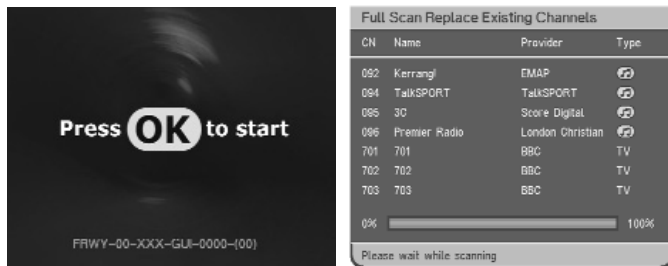 Press OK to start
FRWY-00-XXX-GUI-0000-(00)
Full Scan Replace Existing Channels
CN Name Provider Type
092 Kerrang! EMAP
094 TalkSPORT TalkSPORT
095 3C Score Digital
096 Premier Radio London Christian
701 701 BBC TV
702 702 BBC TV
703 703 BBC TV
0% 100%
Please wait while scanning